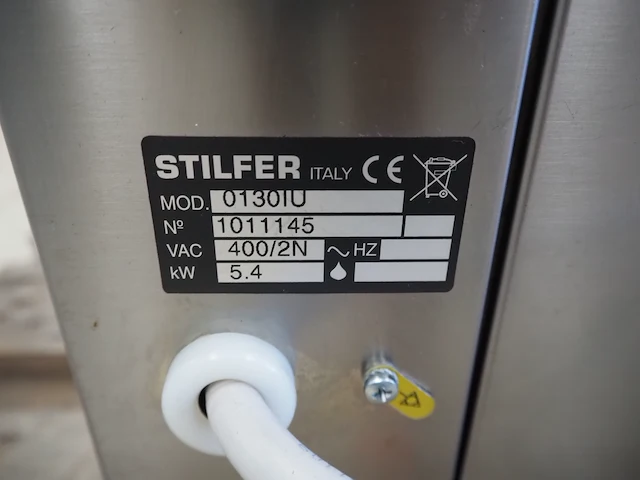 STILFER ITALY CE
MOD. 0130IU
Nº 1011145
VAC 400/2N ~ HZ
kW 5.4